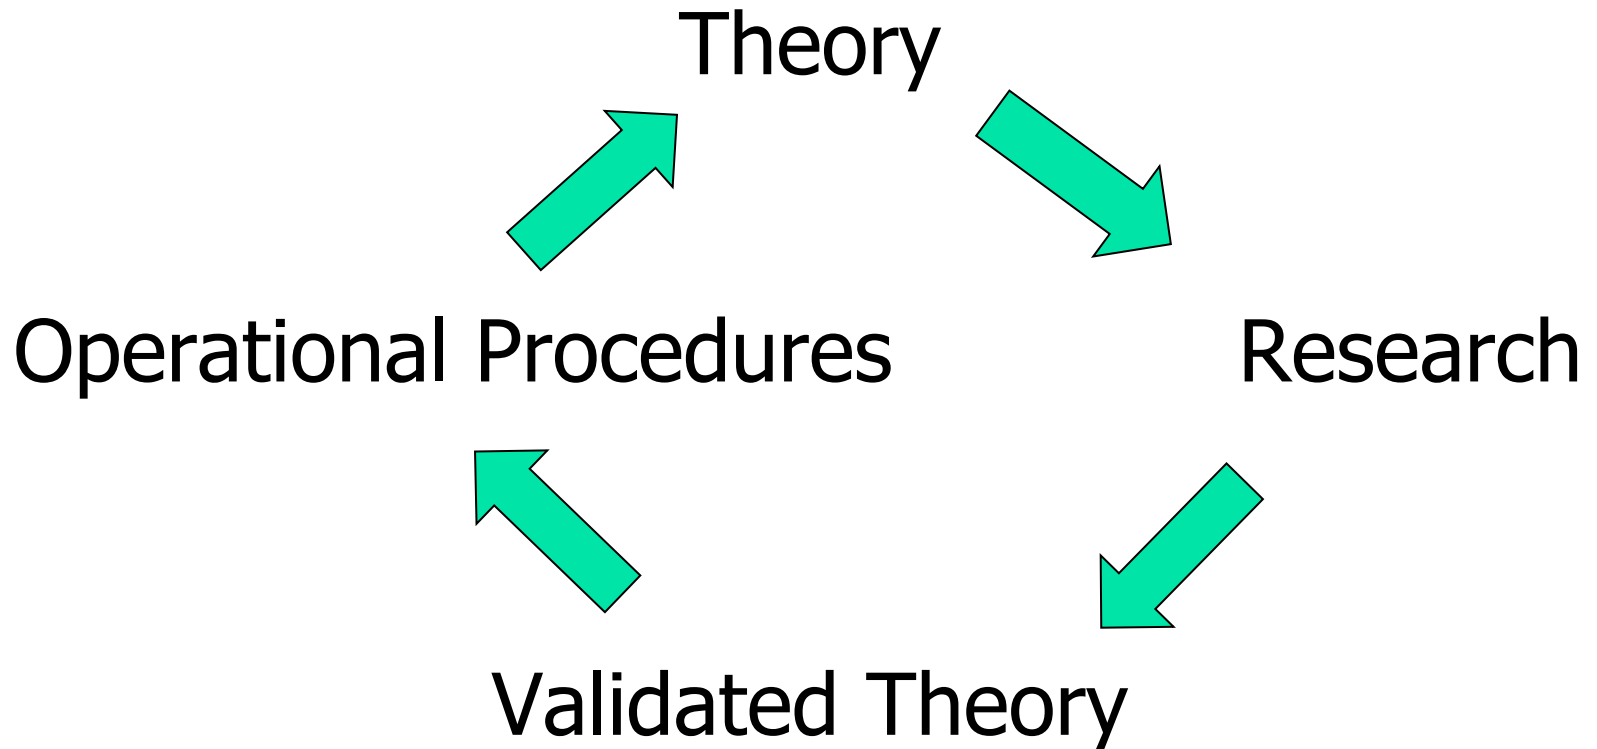 Theory
Operational Procedures
Research
Validated Theory